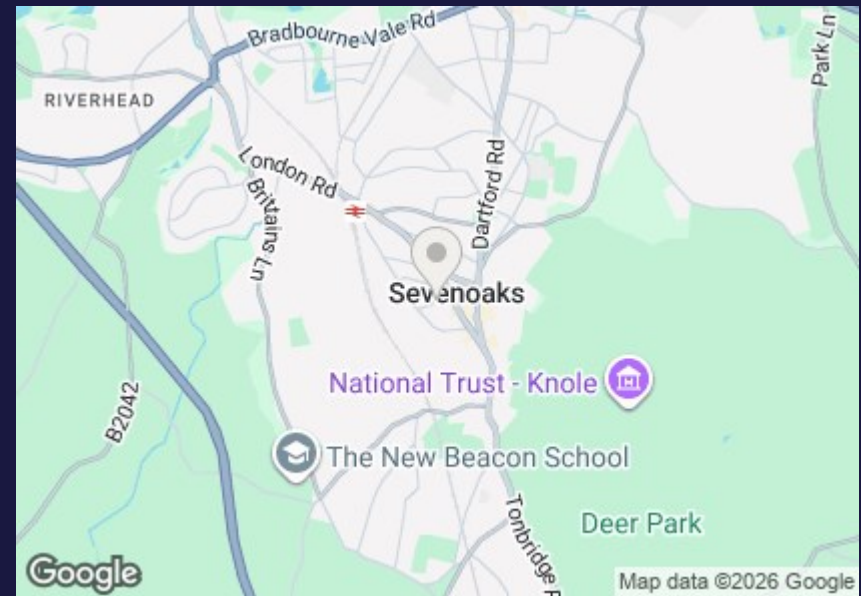 Bradbourne Vale Rd
Park Ln
RIVERHEAD
London Rd
Dartford Rd
Brittains Ln
Sevenoaks
National Trust - Knole
B2042
The New Beacon School
Tonbridge
Deer Park
Google
Map data ©2026 Google